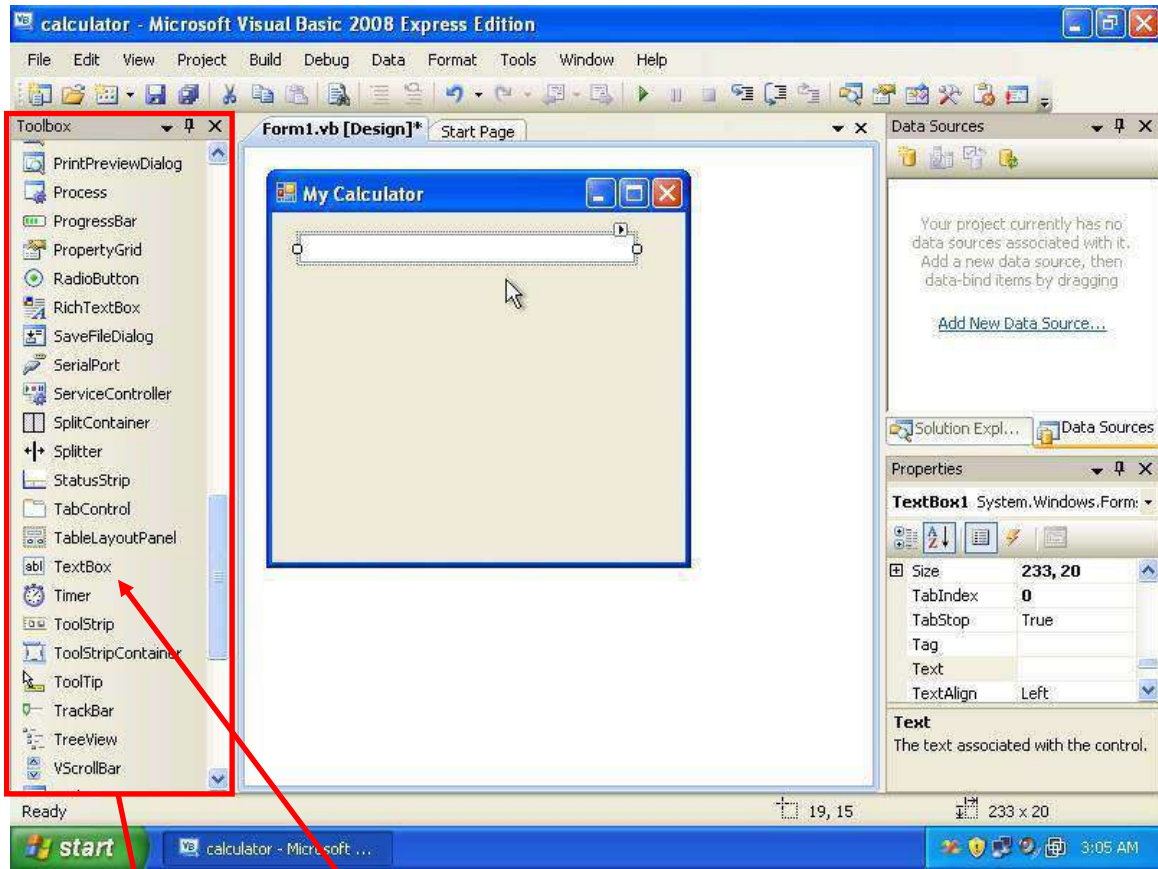 calculator - Microsoft Visual Basic 2008 Express Edition
File Edit View Project Build Debug Data Format Tools Window Help
Toolbox
PrintPreviewDialog
Process
ProgressBar
PropertyGrid
RadioButton
RichTextBox
SaveFileDialog
SerialPort
ServiceController
SplitContainer
Splitter
StatusStrip
TabControl
TableLayoutPanel
TextBox
Timer
ToolStrip
ToolStripContainer
ToolTip
TrackBar
TreeView
VScrollBar
Form1.vb [Design]* Start Page
My Calculator
Data Sources
Your project currently has no
data sources associated with it.
Add a new data source, then
data-bind items by dragging
Add New Data Source...
Solution Expl... Data Sources
Properties
TextBox1 System.Windows.Form:
Size 233, 20
TabIndex 0
TabStop True
Tag
Text
TextAlign Left
Text
The text associated with the control.
Ready 19, 15 233 x 20
start calculator - Microsoft ... 3:05 AM